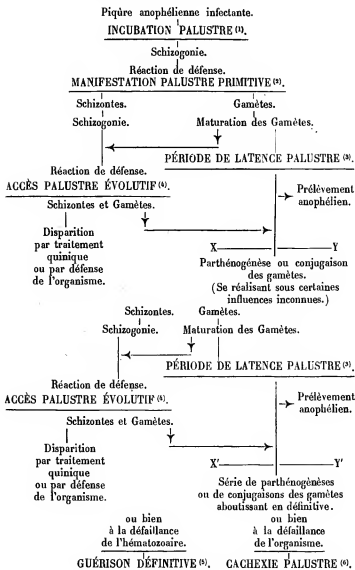 Piqûre anophélienne infectante.
INCUBATION PALUSTRE (1).
Schizogonie.
Réaction de défense.
MANIFESTATION PALUSTRE PRIMITIVE (2).
Schizontes. Gamètes.
Schizogonie. Maturation des Gamètes.
Réaction de défense. PÉRIODE DE LATENCE PALUSTRE (3).
ACCÈS PALUSTRE ÉVOLUTIF (4).
Schizontes et Gamètes.
Prélèvement
anophélien.
Disparition
par traitement
quinique
ou par défense
de l'organisme.
X Y
Parthénogénèse ou conjugaison
des gamètes.
(Se réalisant sous certaines
influences inconnues.)
Schizontes. Gamètes.
Schizogonie. Maturation des Gamètes.
Réaction de défense. PÉRIODE DE LATENCE PALUSTRE (3).
ACCÈS PALUSTRE ÉVOLUTIF (4).
Schizontes et Gamètes.
Prélèvement
anophélien.
Disparition
par traitement
quinique
ou par défense
de l'organisme.
X' Y'
Série de parthénogénèses
ou de conjugaisons des gamètes
aboutissant en définitive.
ou bien
à la défaillance
de l'hématozoaire.
GUÉRISON DÉFINITIVE (5).
ou bien
à la défaillance
de l'organisme.
CACHEXIE PALUSTRE (6).